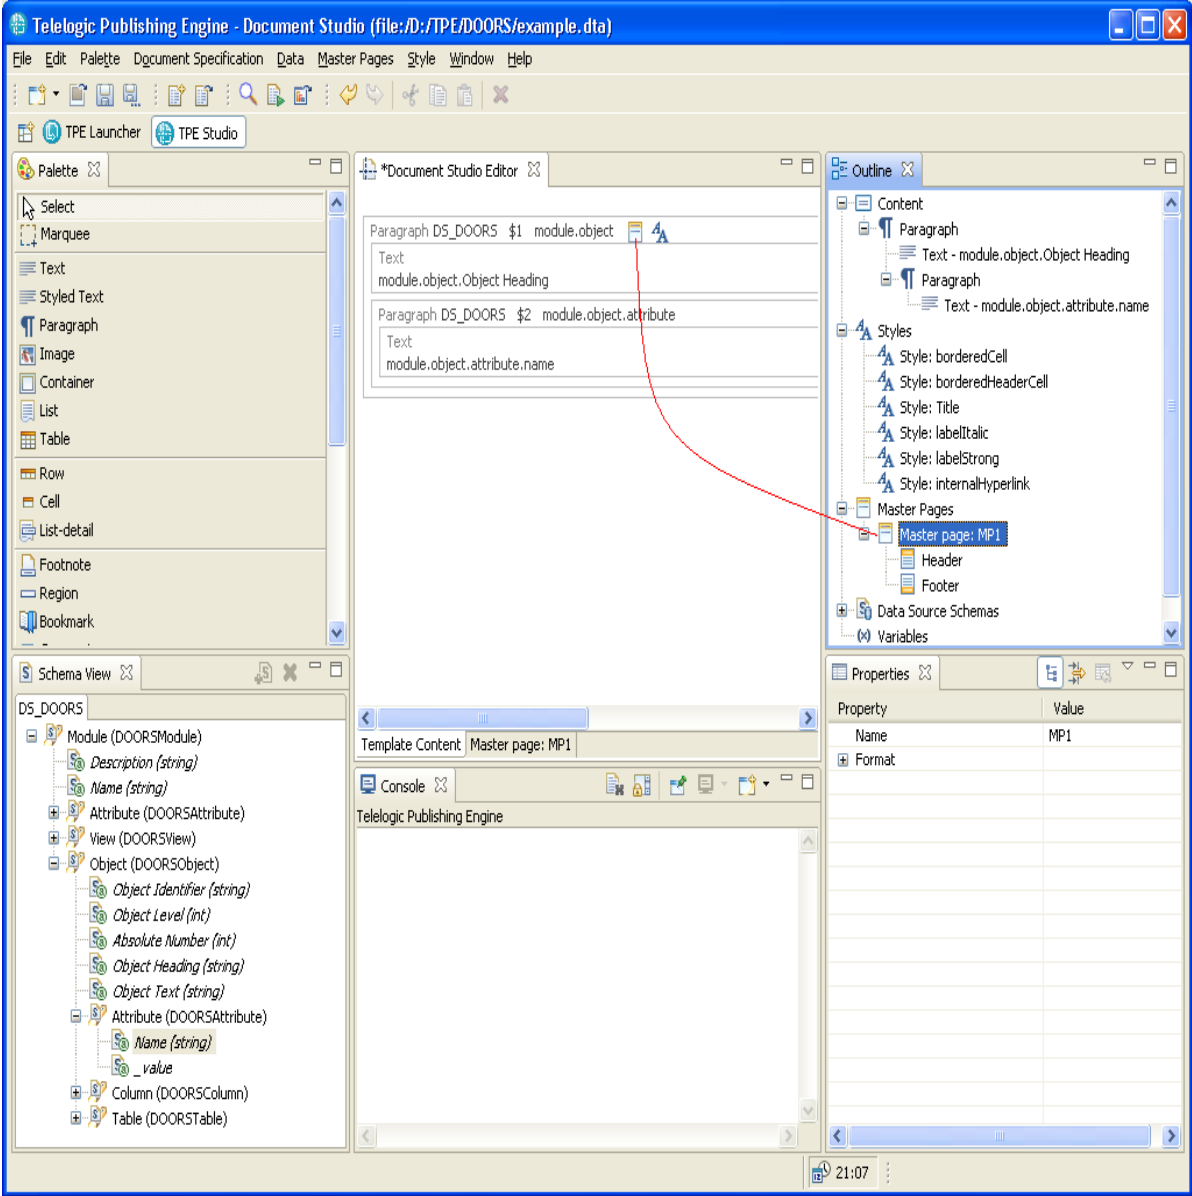 Telelogic Publishing Engine - Document Studio (file:/D:/TPE/DOORS/example.dta)
File Edit Palette Document Specification Data Master Pages Style Window Help
TPE Launcher TPE Studio
Palette
Select
Marquee
Text
Styled Text
Paragraph
Image
Container
List
Table
Row
Cell
List-detail
Footnote
Region
Bookmark
*Document Studio Editor
Paragraph DS_DOORS $1 module.object
Text
module.object.Object Heading
Paragraph DS_DOORS $2 module.object.attribute
Text
module.object.attribute.name
Template Content Master page: MP1
Outline
Content
Paragraph
Text - module.object.Object Heading
Paragraph
Text - module.object.attribute.name
Styles
Style: borderedCell
Style: borderedHeaderCell
Style: Title
Style: labelItalic
Style: labelStrong
Style: internalHyperlink
Master Pages
Master page: MP1
Header
Footer
Data Source Schemas
Variables
Schema View
DS_DOORS
Module (DOORSModule)
Description (string)
Name (string)
Attribute (DOORSAttribute)
View (DOORSView)
Object (DOORSObject)
Object Identifier (string)
Object Level (int)
Absolute Number (int)
Object Heading (string)
Object Text (string)
Attribute (DOORSAttribute)
Name (string)
_value
Column (DOORSColumn)
Table (DOORSTable)
Console
Telelogic Publishing Engine
Properties
Property Value
Name MP1
Format
21:07